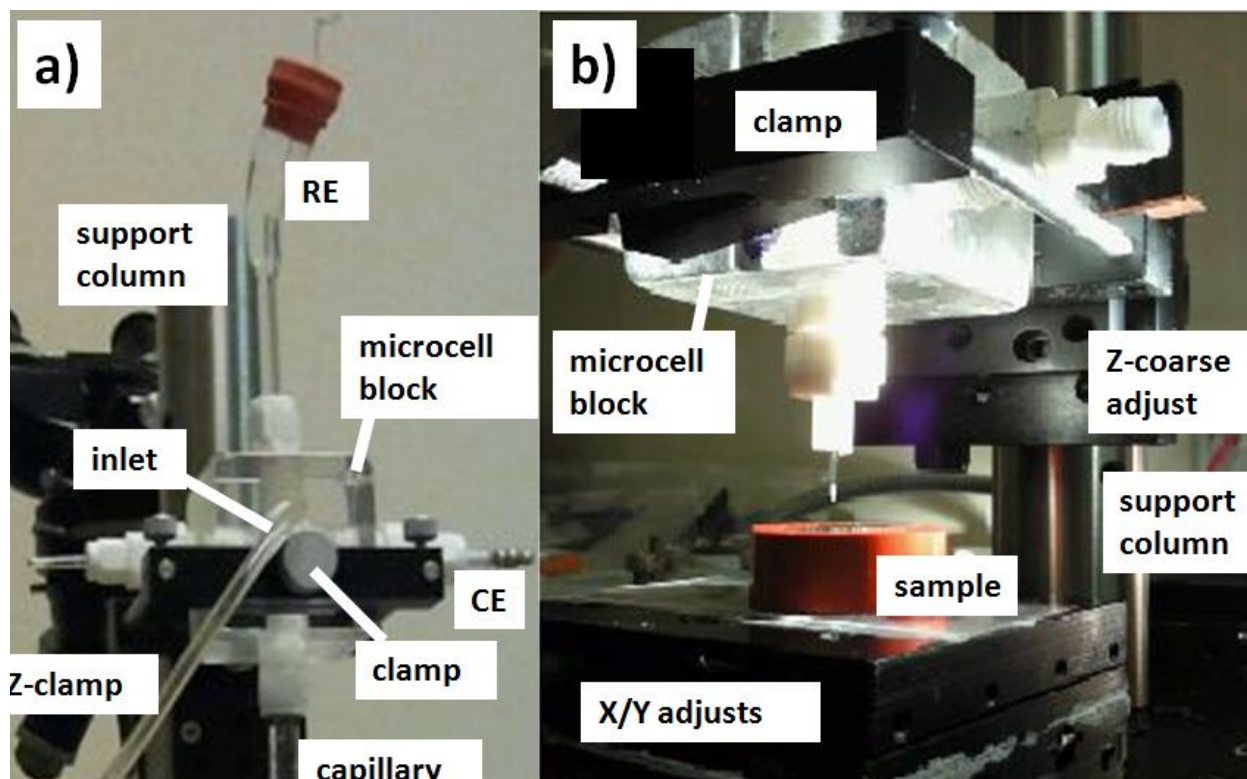 a)
RE
support
column
microcell
block
inlet
CE
Z-clamp
clamp
capillary
b)
clamp
microcell
block
Z-coarse
adjust
support
column
sample
X/Y adjusts